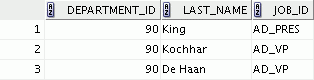 DEPARTMENT_ID LAST_NAME JOB_ID
1 90 King AD_PRES
2 90 Kochhar AD_VP
3 90 De Haan AD_VP